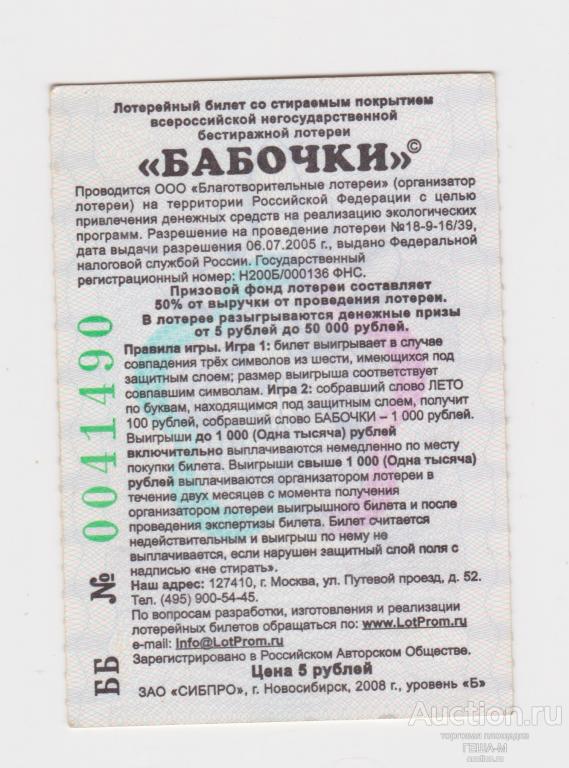 Лотерейный билет со стираемым покрытием
всероссийской негосударственной
бестиражной лотереи
«БАБОЧКИ»©
Проводится ООО «Благотворительные лотереи» (организатор
лотереи) на территории Российской Федерации с целью
привлечения денежных средств на реализацию экологических
программ. Разрешение на проведение лотереи №18-9-16/39,
дата выдачи разрешения 06.07.2005 г., выдано Федеральной
налоговой службой России. Государственный
регистрационный номер: Н200Б/000136 ФНС.
Призовой фонд лотереи составляет
50% от выручки от проведения лотереи.
В лотерее разыгрываются денежные призы
от 5 рублей до 50 000 рублей.
Правила игры. Игра 1: билет выигрывает в случае
совпадения трёх символов из шести, имеющихся под
защитным слоем; размер выигрыша соответствует
совпавшим символам. Игра 2: собравший слово ЛЕТО
по буквам, находящимся под защитным слоем, получит
100 рублей, собравший слово БАБОЧКИ – 1 000 рублей.
Выигрыши до 1 000 (Одна тысяча) рублей
включительно выплачиваются немедленно по месту
покупки билета. Выигрыши свыше 1 000 (Одна тысяча)
рублей выплачиваются организатором лотереи в
течение двух месяцев с момента получения
организатором лотереи выигрышного билета и после
проведения экспертизы билета. Билет считается
недействительным и выигрыш по нему не
выплачивается, если нарушен защитный слой поля с
надписью «не стирать».
Наш адрес: 127410, г. Москва, ул. Путевой проезд, д. 52.
Тел. (495) 900-54-45.
По вопросам разработки, изготовления и реализации
лотерейных билетов обращаться по: www.LotProm.ru
e-mail: Info@LotProm.ru
Зарегистрировано в Российском Авторском Обществе.
Цена 5 рублей
ЗАО «СИБПРО», г. Новосибирск, 2008 г., уровень «Б»
ББ № 0041490
Auction.ru
торговая площадка
ГЕША-М
auction.ru